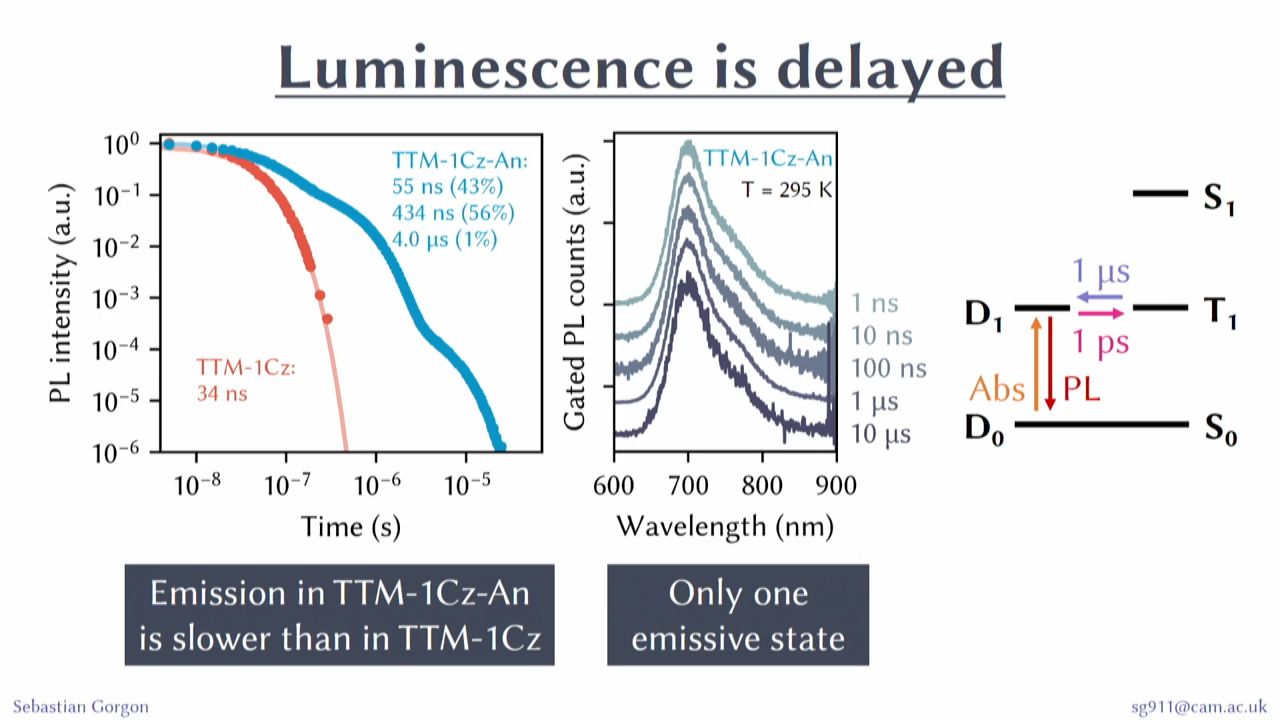 Luminescence is delayed
PL intensity (a.u.)
10⁰
10⁻¹
10⁻²
10⁻³
10⁻⁴
10⁻⁵
10⁻⁶
TTM-1Cz-An:
55 ns (43%)
434 ns (56%)
4.0 µs (1%)
TTM-1Cz:
34 ns
10⁻⁸
10⁻⁷
10⁻⁶
10⁻⁵
Time (s)
Gated PL counts (a.u.)
TTM-1Cz-An
T = 295 K
1 ns
10 ns
100 ns
1 µs
10 µs
600
700
800
900
Wavelength (nm)
S₁
1 µs
D₁
T₁
1 ps
Abs
PL
D₀
S₀
Emission in TTM-1Cz-An
is slower than in TTM-1Cz
Only one
emissive state
Sebastian Gorgon
sg911@cam.ac.uk